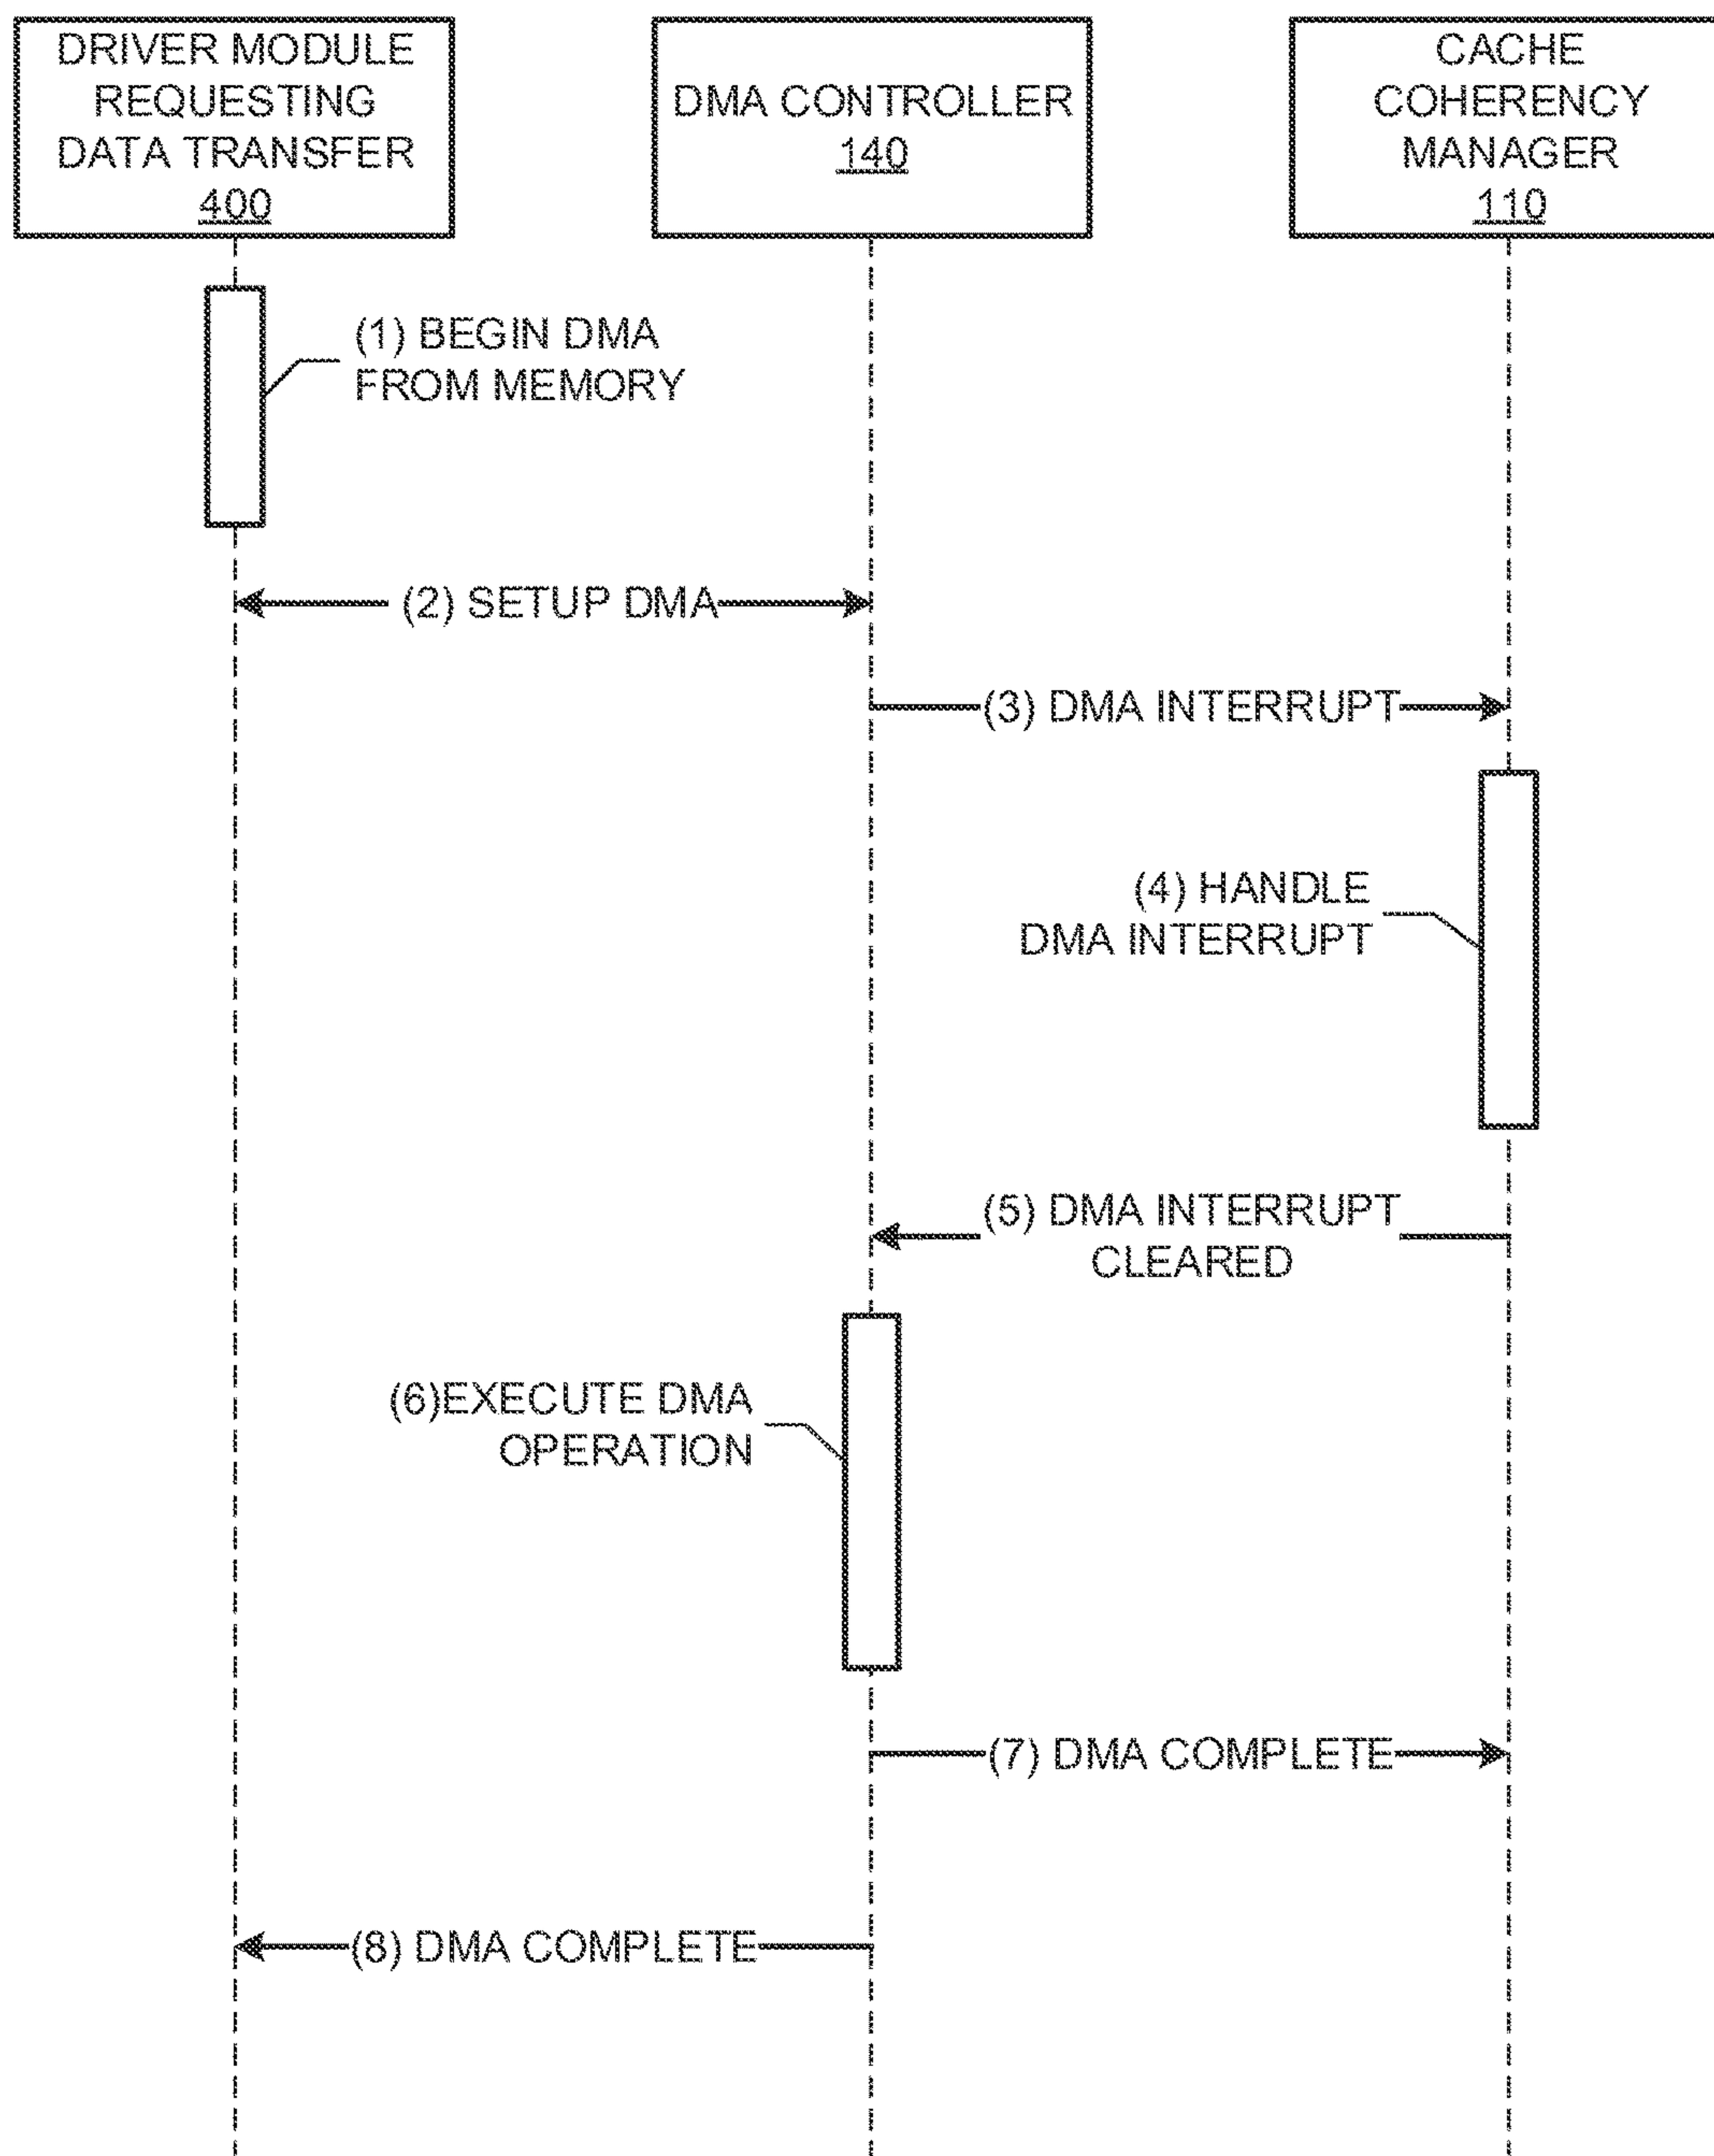 DRIVER MODULE
REQUESTING
DATA TRANSFER
400
DMA CONTROLLER
140
CACHE
COHERENCY
MANAGER
110
(1) BEGIN DMA
FROM MEMORY
(2) SETUP DMA
(3) DMA INTERRUPT
(4) HANDLE
DMA INTERRUPT
(5) DMA INTERRUPT
CLEARED
(6)EXECUTE DMA
OPERATION
(7) DMA COMPLETE
(8) DMA COMPLETE